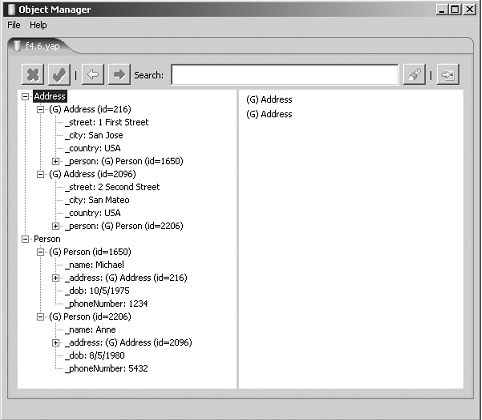 Object Manager
File Help
f4.6.yap
Search:
Address
(G) Address (id=216)
_street: 1 First Street
_city: San Jose
_country: USA
_person: (G) Person (id=1650)
(G) Address (id=2096)
_street: 2 Second Street
_city: San Mateo
_country: USA
_person: (G) Person (id=2206)
Person
(G) Person (id=1650)
_name: Michael
_address: (G) Address (id=216)
_dob: 10/5/1975
_phoneNumber: 1234
(G) Person (id=2206)
_name: Anne
_address: (G) Address (id=2096)
_dob: 8/5/1980
_phoneNumber: 5432
(G) Address
(G) Address